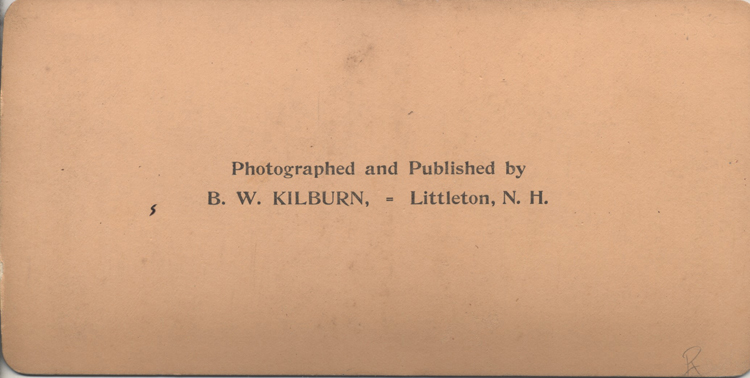 Photographed and Published by
B. W. KILBURN, = Littleton, N. H.